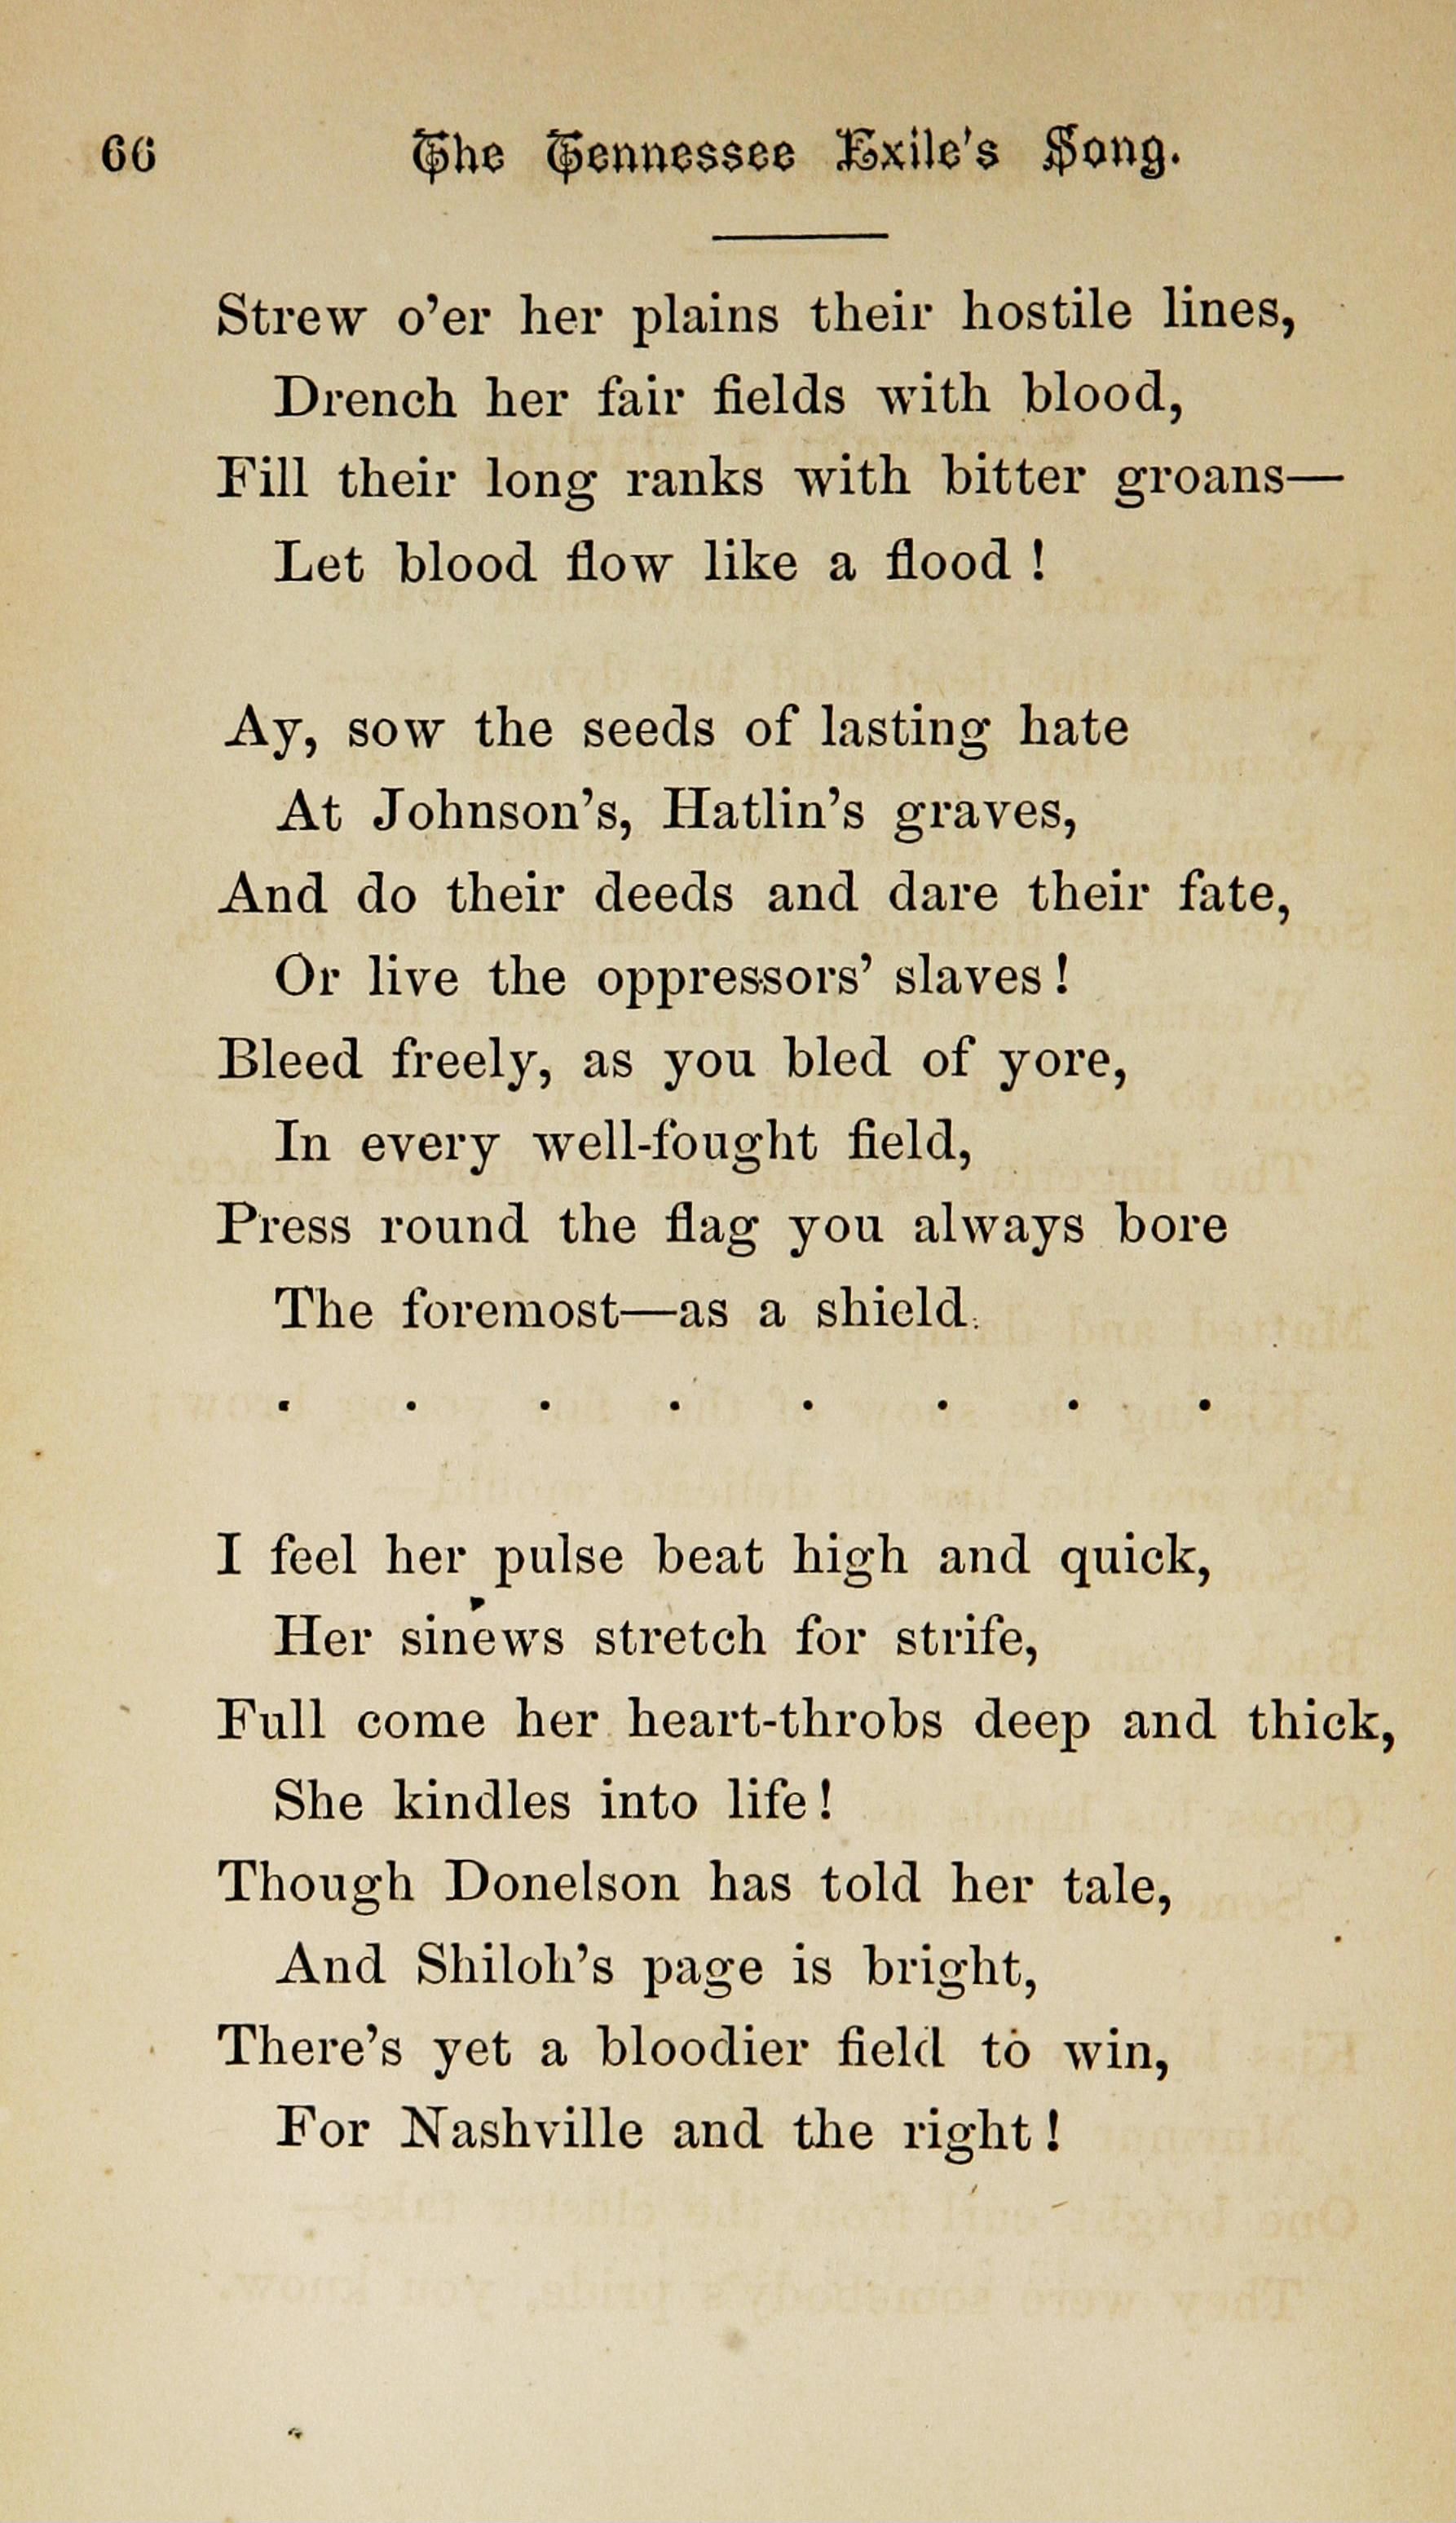 66 The Tennessee Exile's Song.
Strew o'er her plains their hostile lines,
Drench her fair fields with blood,
Fill their long ranks with bitter groans—
Let blood flow like a flood !
Ay, sow the seeds of lasting hate
At Johnson's, Hatlin's graves,
And do their deeds and dare their fate,
Or live the oppressors' slaves !
Bleed freely, as you bled of yore,
In every well-fought field,
Press round the flag you always bore
The foremost—as a shield.
. . . . . . . .
I feel her pulse beat high and quick,
Her sinews stretch for strife,
Full come her heart-throbs deep and thick,
She kindles into life !
Though Donelson has told her tale,
And Shiloh's page is bright,
There's yet a bloodier field to win,
For Nashville and the right !